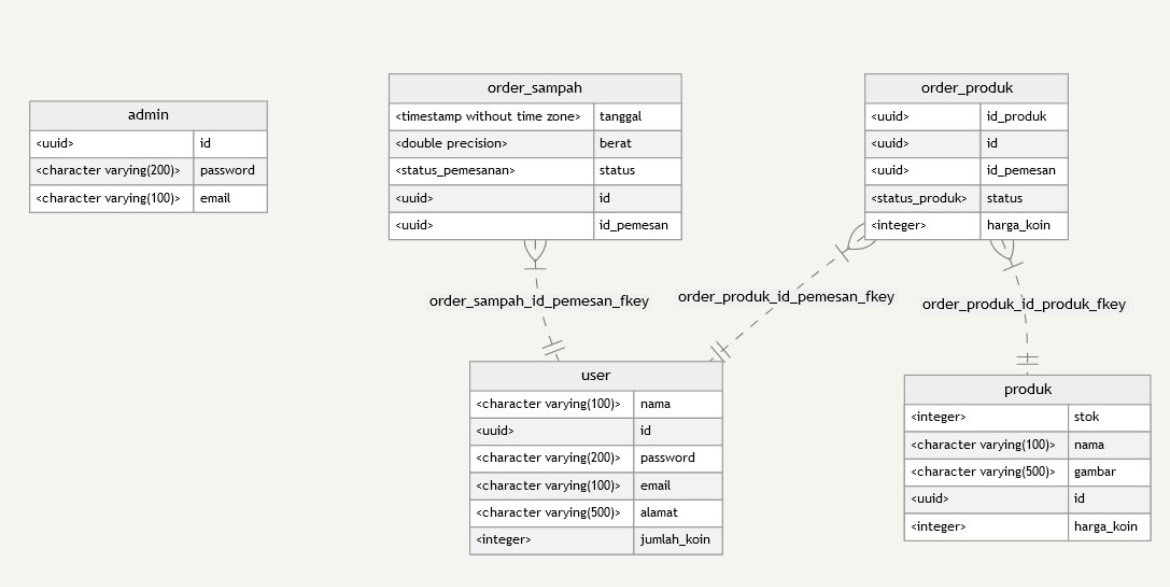 admin
<uuid> id
<character varying(200)> password
<character varying(100)> email
order_sampah
<timestamp without time zone> tanggal
<double precision> berat
<status_pemesanan> status
<uuid> id
<uuid> id_pemesan
order_produk
<uuid> id_produk
<uuid> id
<uuid> id_pemesan
<status_produk> status
<integer> harga_koin
order_sampah_id_pemesan_fkey
order_produk_id_pemesan_fkey
order_produk_id_produk_fkey
user
<character varying(100)> nama
<uuid> id
<character varying(200)> password
<character varying(100)> email
<character varying(500)> alamat
<integer> jumlah_koin
produk
<integer> stok
<character varying(100)> nama
<character varying(500)> gambar
<uuid> id
<integer> harga_koin